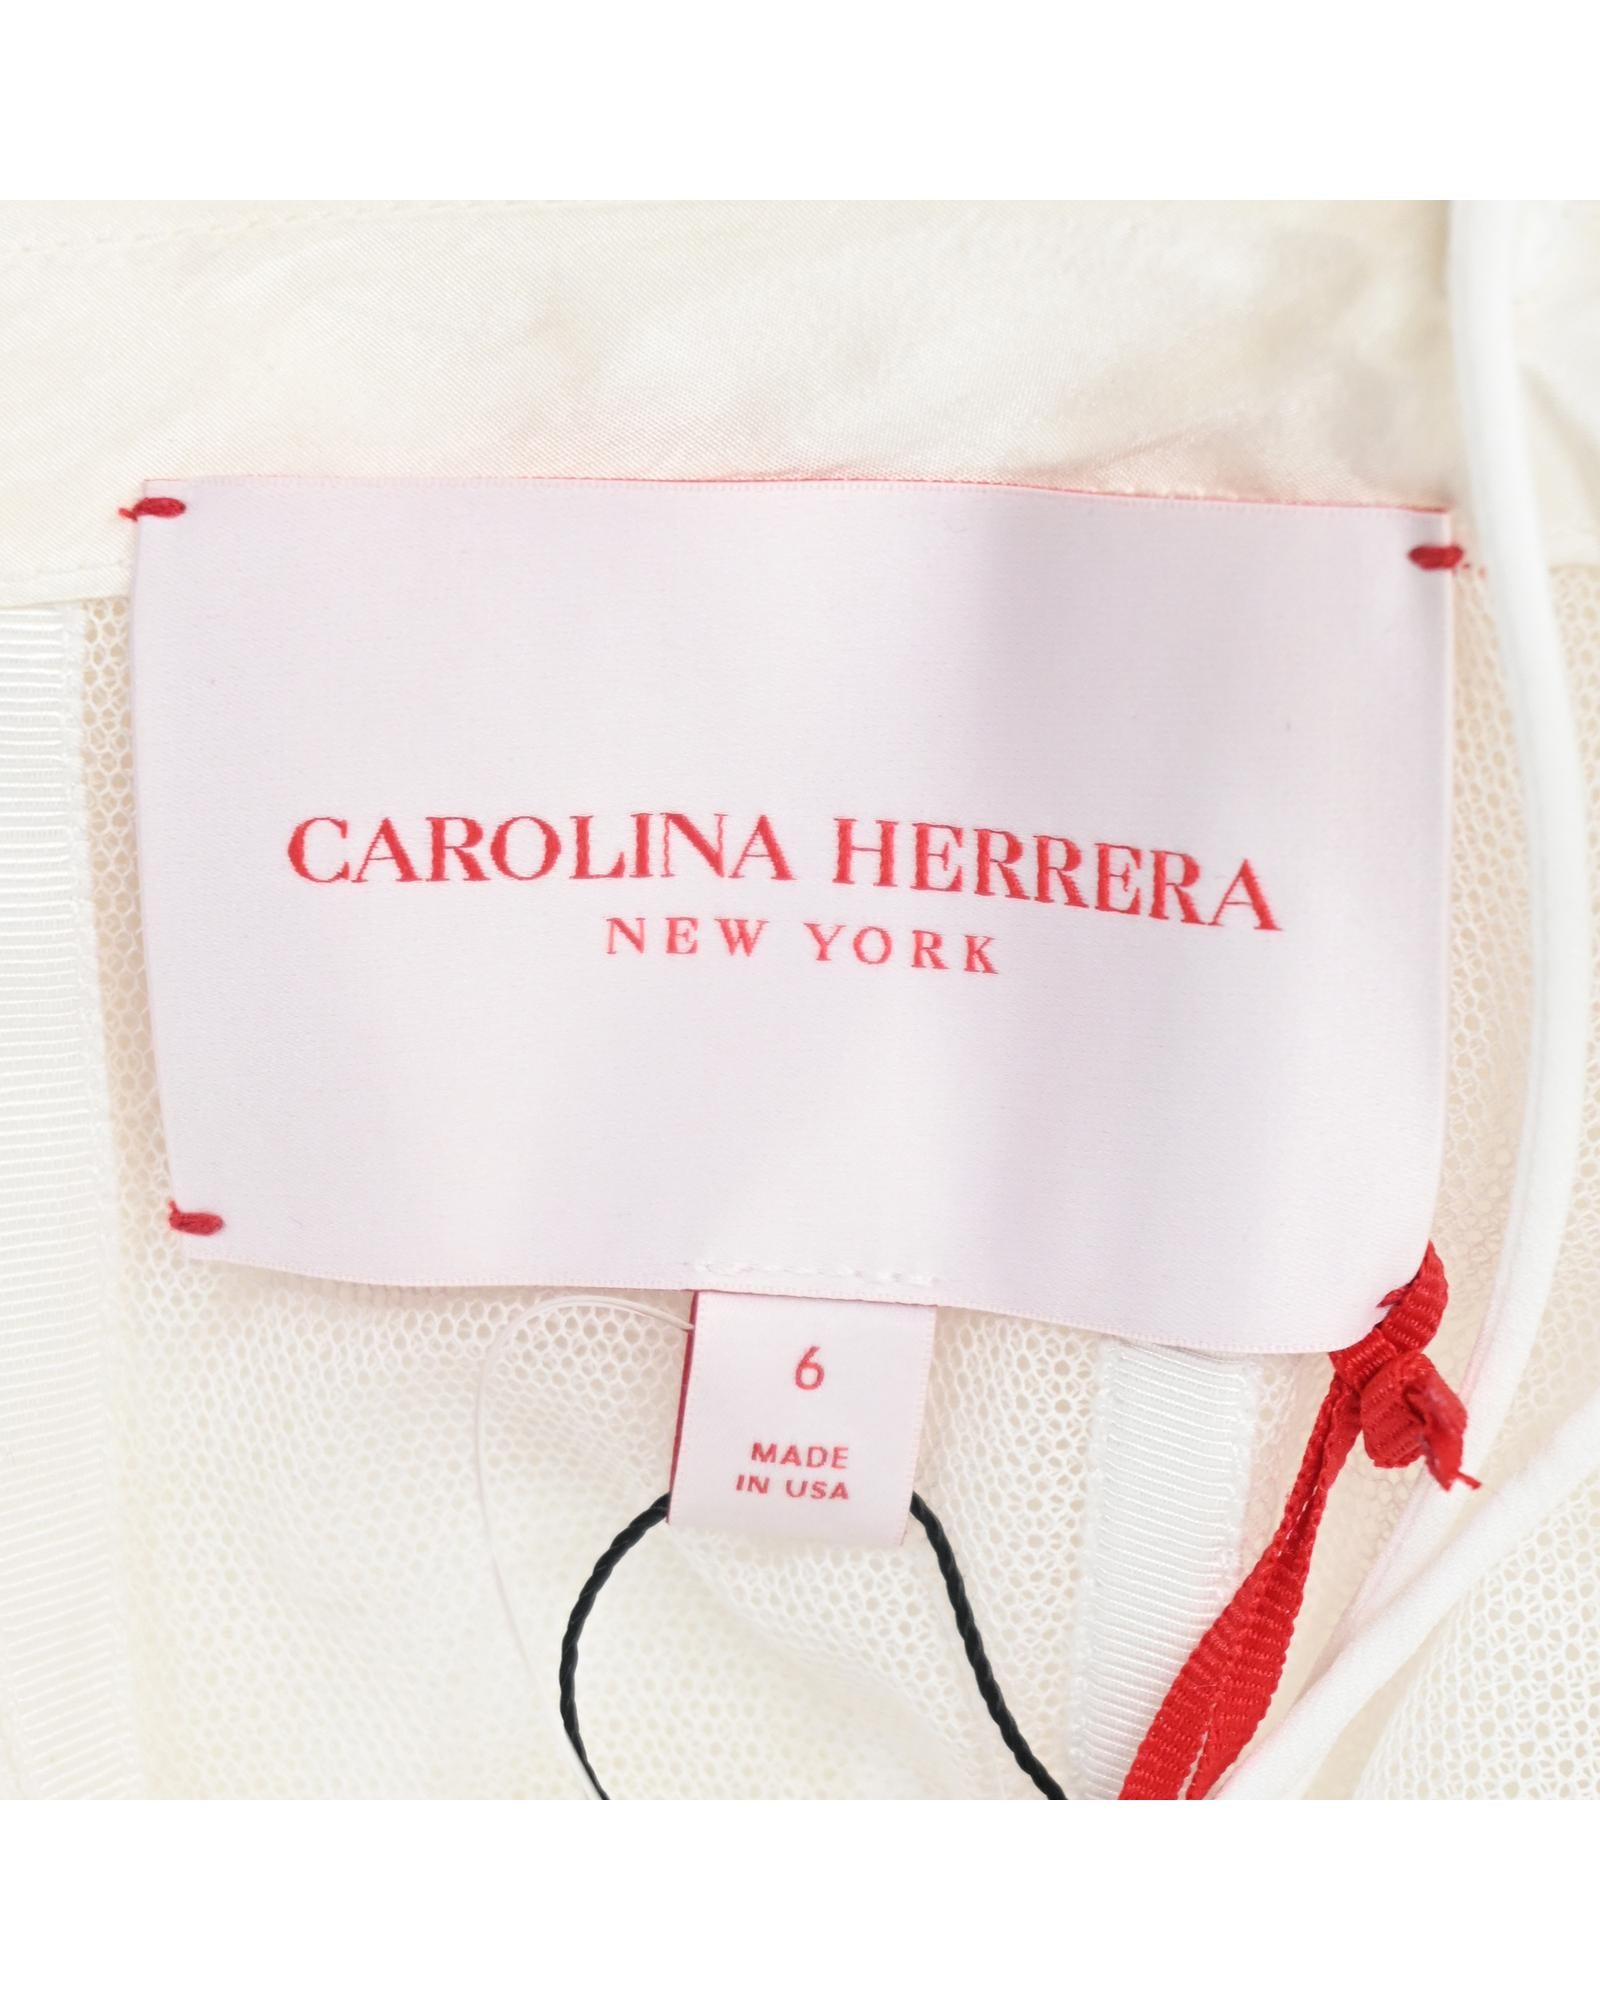 CAROLINA HERRERA
NEW YORK
6
MADE
IN USA